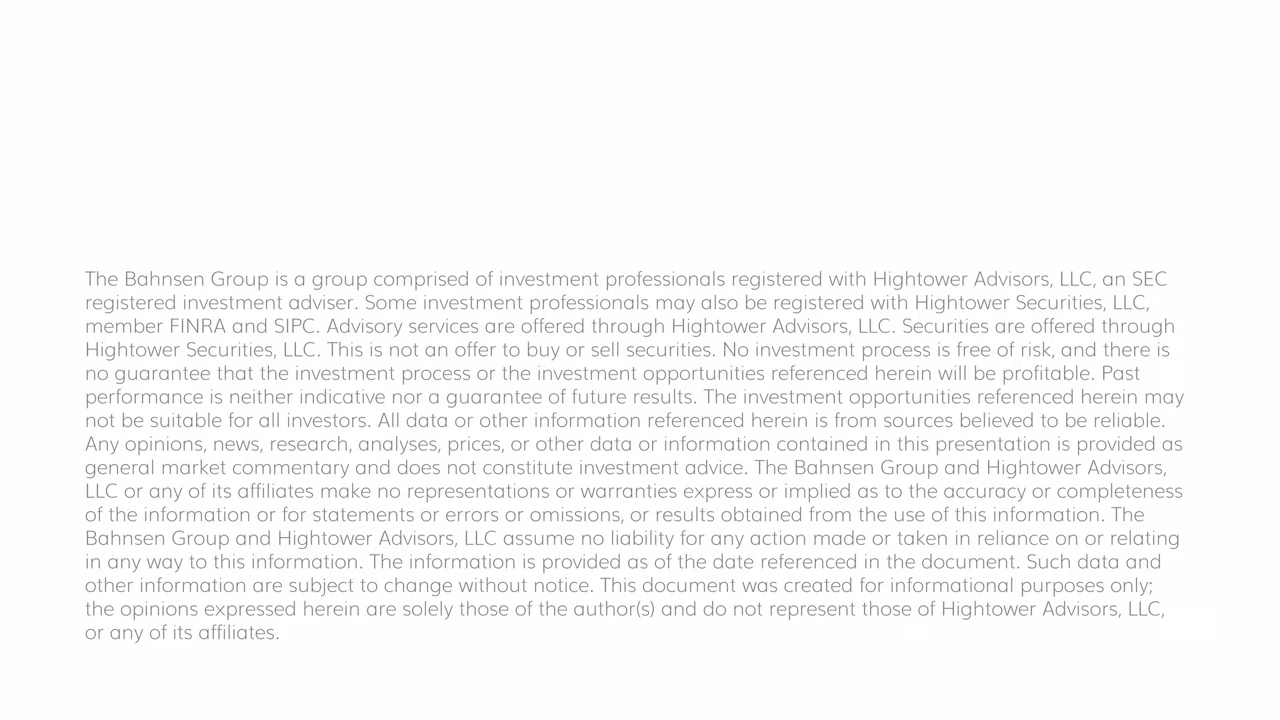 The Bahnsen Group is a group comprised of investment professionals registered with Hightower Advisors, LLC, an SEC
registered investment adviser. Some investment professionals may also be registered with Hightower Securities, LLC,
member FINRA and SIPC. Advisory services are offered through Hightower Advisors, LLC. Securities are offered through
Hightower Securities, LLC. This is not an offer to buy or sell securities. No investment process is free of risk, and there is
no guarantee that the investment process or the investment opportunities referenced herein will be profitable. Past
performance is neither indicative nor a guarantee of future results. The investment opportunities referenced herein may
not be suitable for all investors. All data or other information referenced herein is from sources believed to be reliable.
Any opinions, news, research, analyses, prices, or other data or information contained in this presentation is provided as
general market commentary and does not constitute investment advice. The Bahnsen Group and Hightower Advisors,
LLC or any of its affiliates make no representations or warranties express or implied as to the accuracy or completeness
of the information or for statements or errors or omissions, or results obtained from the use of this information. The
Bahnsen Group and Hightower Advisors, LLC assume no liability for any action made or taken in reliance on or relating
in any way to this information. The information is provided as of the date referenced in the document. Such data and
other information are subject to change without notice. This document was created for informational purposes only;
the opinions expressed herein are solely those of the author(s) and do not represent those of Hightower Advisors, LLC,
or any of its affiliates.